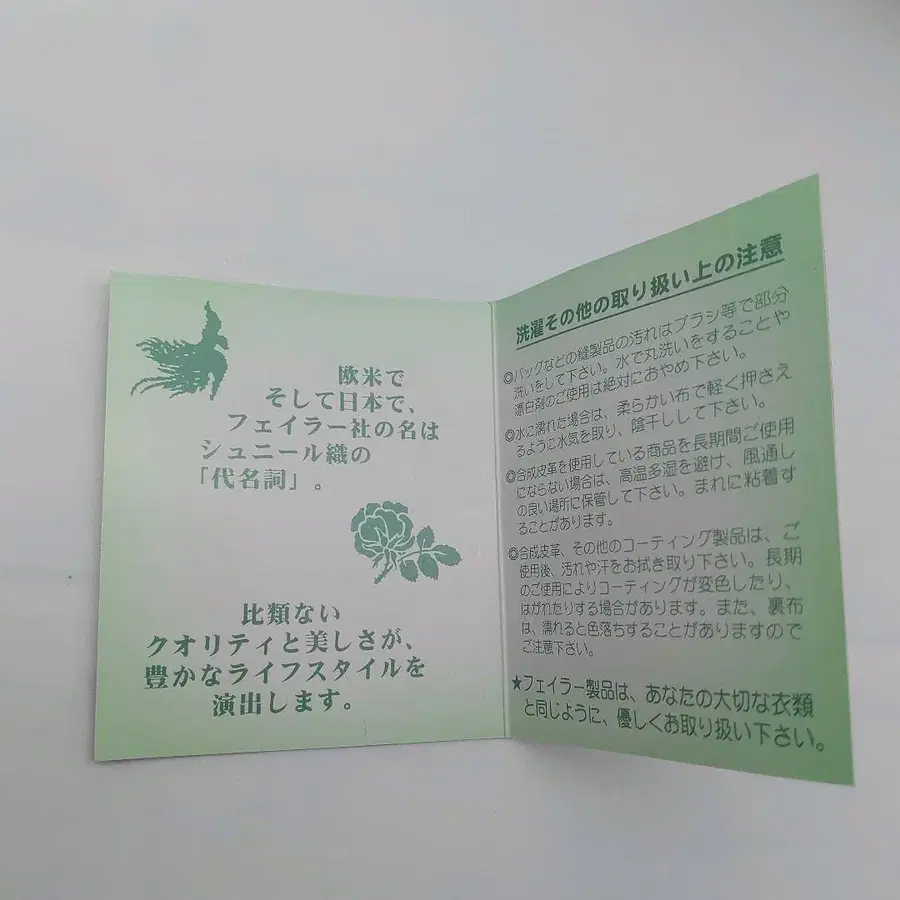 欧米で
そして日本で、
フェイラー社の名は
シュニール織の
「代名詞」。
比類ない
クオリティと美しさが、
豊かなライフスタイルを
演出します。
洗濯その他の取り扱い上の注意
◎バッグなどの縫製品の汚れはブラシ等で部分
洗いをして下さい。水で丸洗いをすることや
漂白剤のご使用は絶対におやめ下さい。
◎水に濡れた場合は、柔らかい布で軽く押さえ
るように水気を取り、陰干しして下さい。
◎合成皮革を使用している商品を長期間ご使用
にならない場合は、高温多湿を避け、風通し
の良い場所に保管して下さい。まれに粘着す
ることがあります。
◎合成皮革、その他のコーティング製品は、ご
使用後、汚れや汗をお拭き取り下さい。長期
のご使用によりコーティングが変色したり、
はがれたりする場合があります。また、裏布
は、濡れると色落ちすることがありますので
ご注意下さい。
★フェイラー製品は、あなたの大切な衣類
と同じように、優しくお取り扱い下さい。